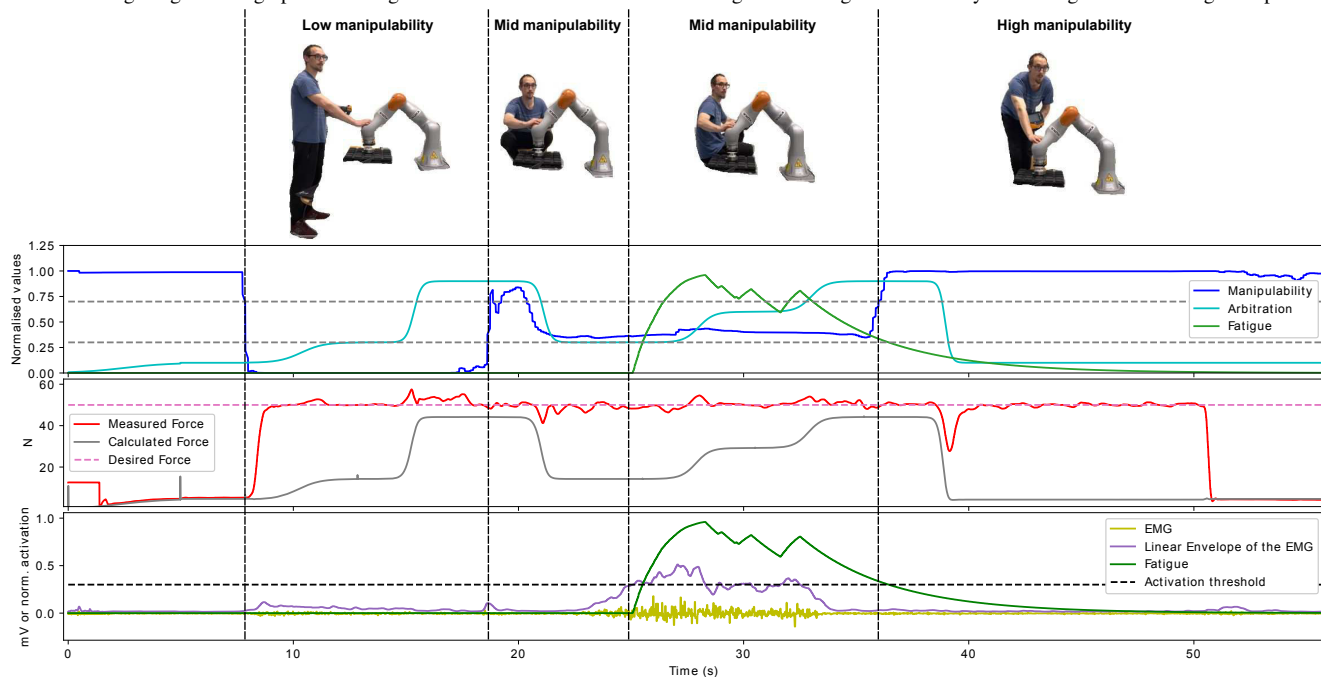 Low manipulability
Mid manipulability
Mid manipulability
High manipulability
Normalised values
1.25
1.00
0.75
0.50
0.25
0.00
Manipulability
Arbitration
Fatigue
N
60
40
20
Measured Force
Calculated Force
Desired Force
mV or norm. activation
1.0
0.5
0.0
EMG
Linear Envelope of the EMG
Fatigue
Activation threshold
0
10
20
30
40
50
Time (s)